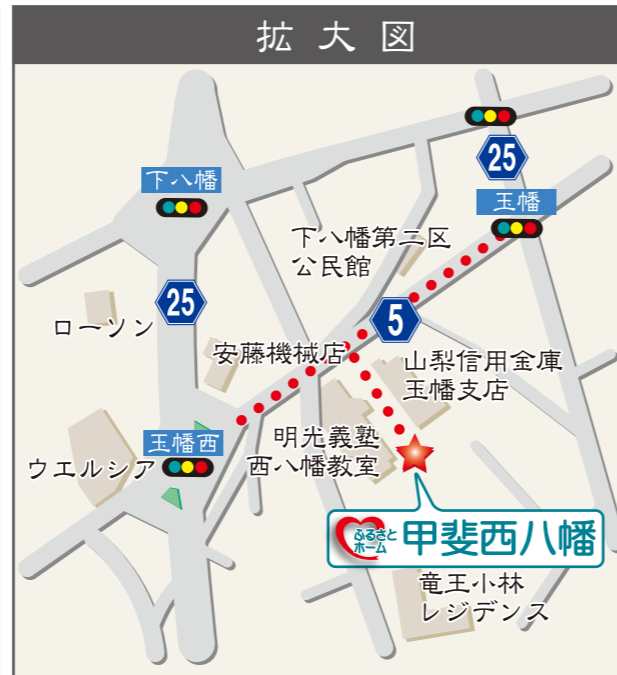 拡大図
25
下八幡
玉幡
下八幡第二区
公民館
25
ローソン
5
安藤機械店
山梨信用金庫
玉幡支店
玉幡西
ウエルシア
明光義塾
西八幡教室
ふるさと
ホーム
甲斐西八幡
竜王小林
レジデンス